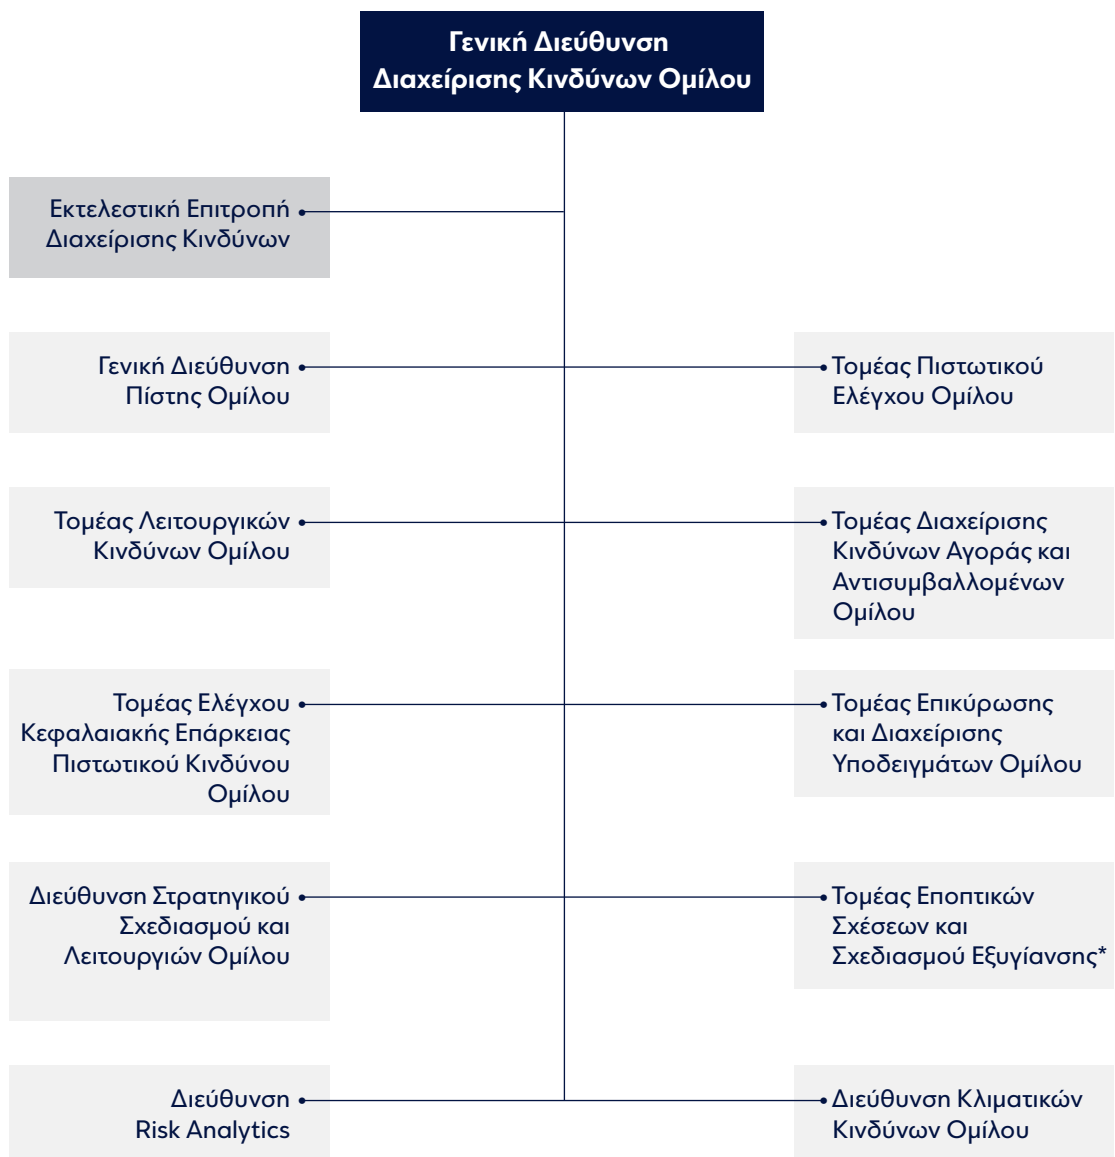 Γενική Διεύθυνση
Διαχείρισης Κινδύνων Ομίλου
Εκτελεστική Επιτροπή
Διαχείρισης Κινδύνων
Γενική Διεύθυνση
Πίστης Ομίλου
Τομέας Πιστωτικού
Ελέγχου Ομίλου
Τομέας Λειτουργικών
Κινδύνων Ομίλου
Τομέας Διαχείρισης
Κινδύνων Αγοράς και
Αντισυμβαλλομένων
Ομίλου
Τομέας Ελέγχου
Κεφαλαιακής Επάρκειας
Πιστωτικού Κινδύνου
Ομίλου
Τομέας Επικύρωσης
και Διαχείρισης
Υποδειγμάτων Ομίλου
Διεύθυνση Στρατηγικού
Σχεδιασμού και
Λειτουργιών Ομίλου
Τομέας Εποπτικών
Σχέσεων και
Σχεδιασμού Εξυγίανσης*
Διεύθυνση
Risk Analytics
Διεύθυνση Κλιματικών
Κινδύνων Ομίλου